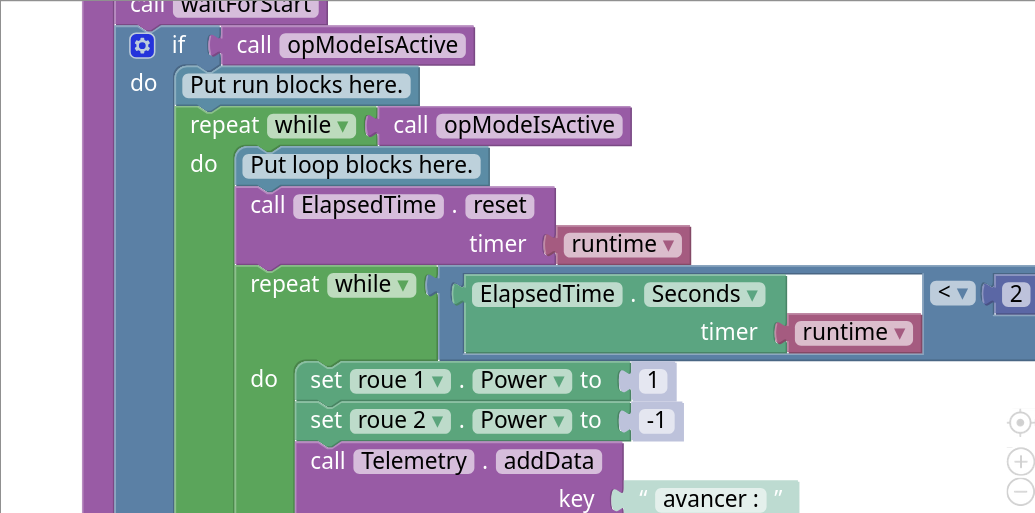 call waitForStart
if call opModeIsActive
do Put run blocks here.
repeat while ▾ call opModeIsActive
do Put loop blocks here.
call ElapsedTime . reset
timer runtime ▾
repeat while ▾ ElapsedTime . Seconds ▾ < ▾ 2
timer runtime ▾
do set roue 1 ▾ . Power ▾ to 1
set roue 2 ▾ . Power ▾ to -1
call Telemetry . addData
key “ avancer : ”